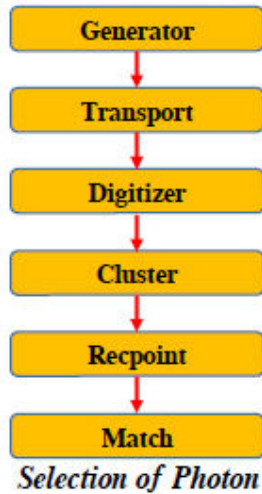 Generator
Transport
Digitizer
Cluster
Recpoint
Match
Selection of Photon